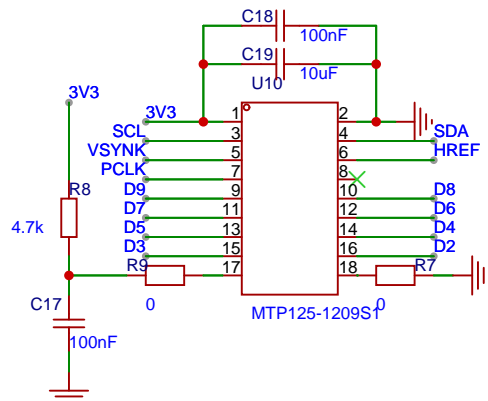 C18
100nF
C19
10uF
U10
3V3
3V3
1
2
SCL
3
4
SDA
VSYNK
5
6
HREF
PCLK
7
8
R8
D9
9
10
D8
D7
11
12
D6
4.7k
D5
13
14
D4
D3
15
16
D2
R9
17
18
R7
C17
0
0
MTP125-1209S1
100nF